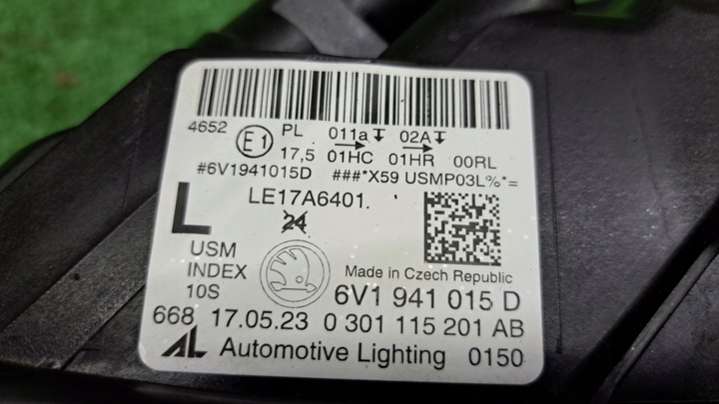 4652 E1 PL 011a 02A
17,5 01HC 01HR 00RL
#6V1941015D ###*X59 USMP03L%*=
L LE17A6401.
24
USM
INDEX Made in Czech Republic
10S 6V1 941 015 D
668 17.05.23 0 301 115 201 AB
AL Automotive Lighting 0150